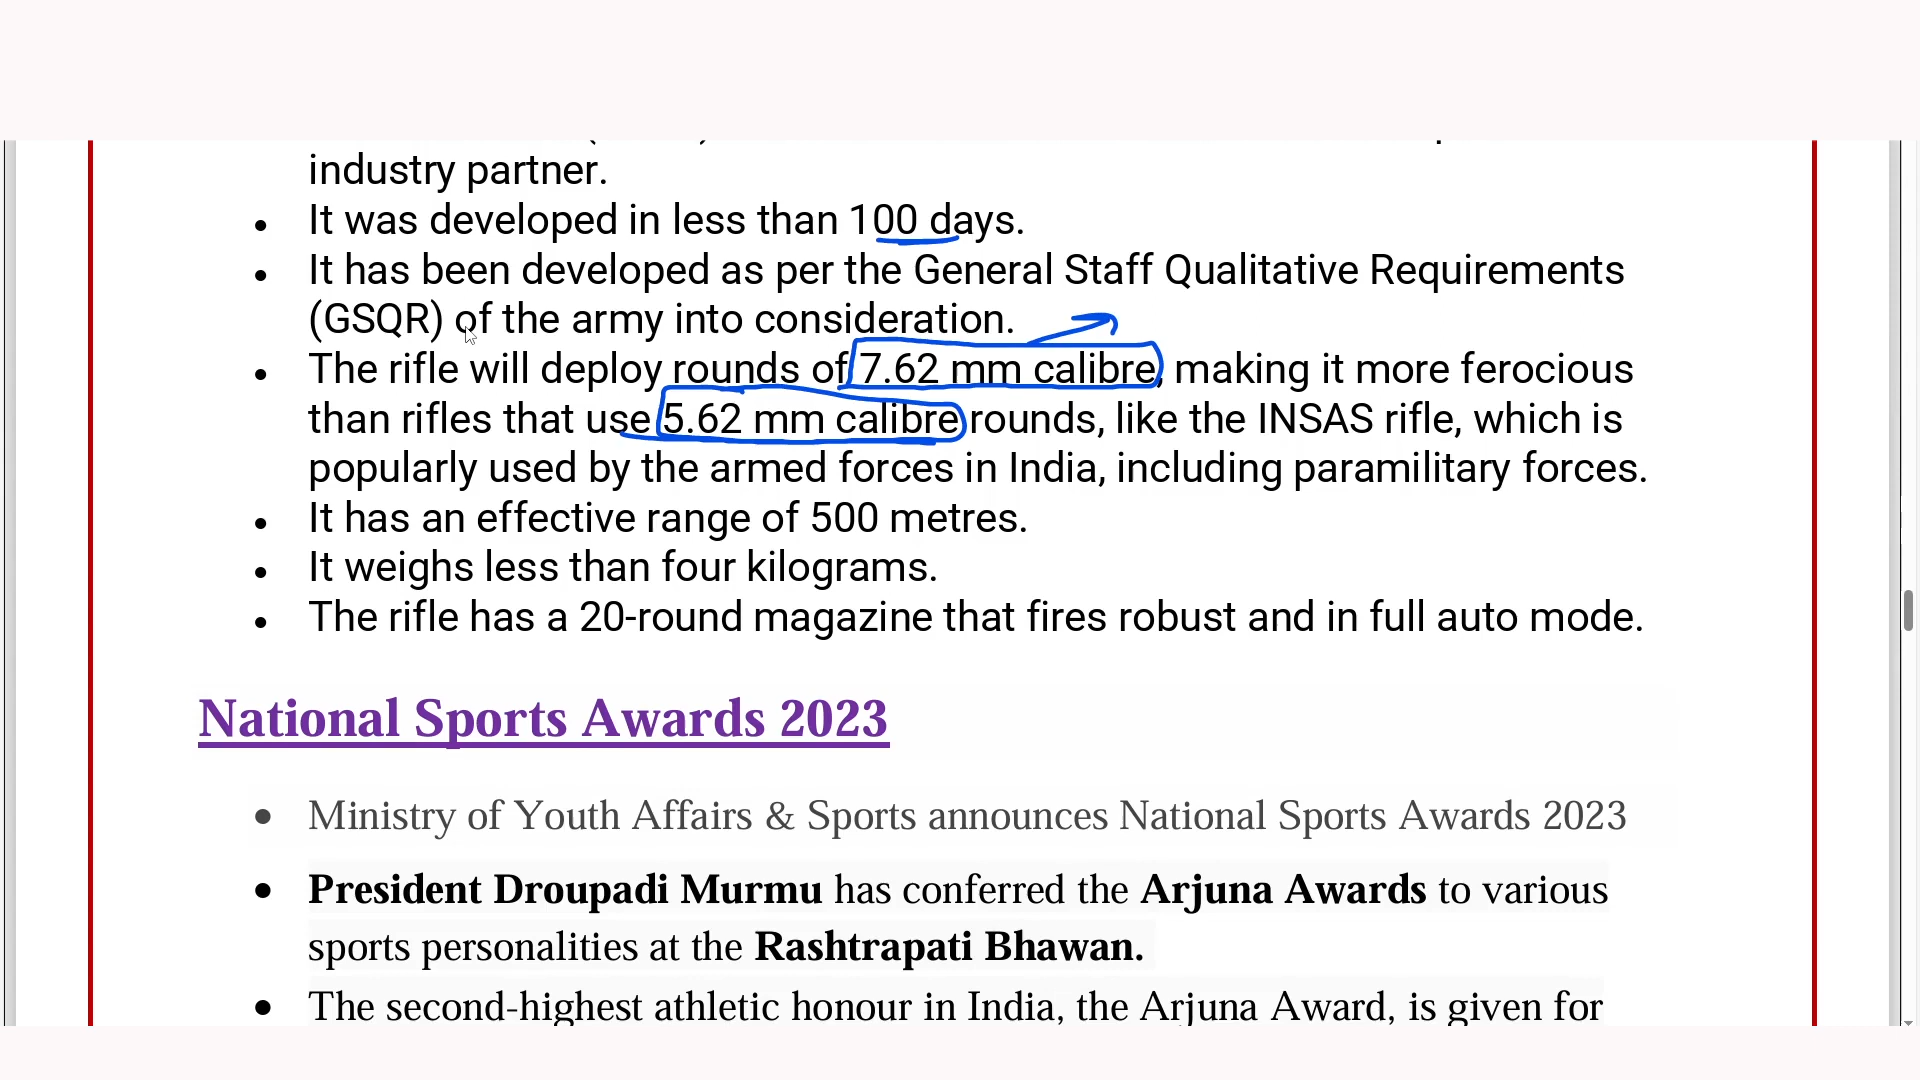 industry partner.
• It was developed in less than 100 days.
• It has been developed as per the General Staff Qualitative Requirements
(GSQR) of the army into consideration.
• The rifle will deploy rounds of 7.62 mm calibre, making it more ferocious
than rifles that use 5.62 mm calibre rounds, like the INSAS rifle, which is
popularly used by the armed forces in India, including paramilitary forces.
• It has an effective range of 500 metres.
• It weighs less than four kilograms.
• The rifle has a 20-round magazine that fires robust and in full auto mode.
National Sports Awards 2023
• Ministry of Youth Affairs & Sports announces National Sports Awards 2023
• President Droupadi Murmu has conferred the Arjuna Awards to various
sports personalities at the Rashtrapati Bhawan.
• The second-highest athletic honour in India, the Arjuna Award, is given for